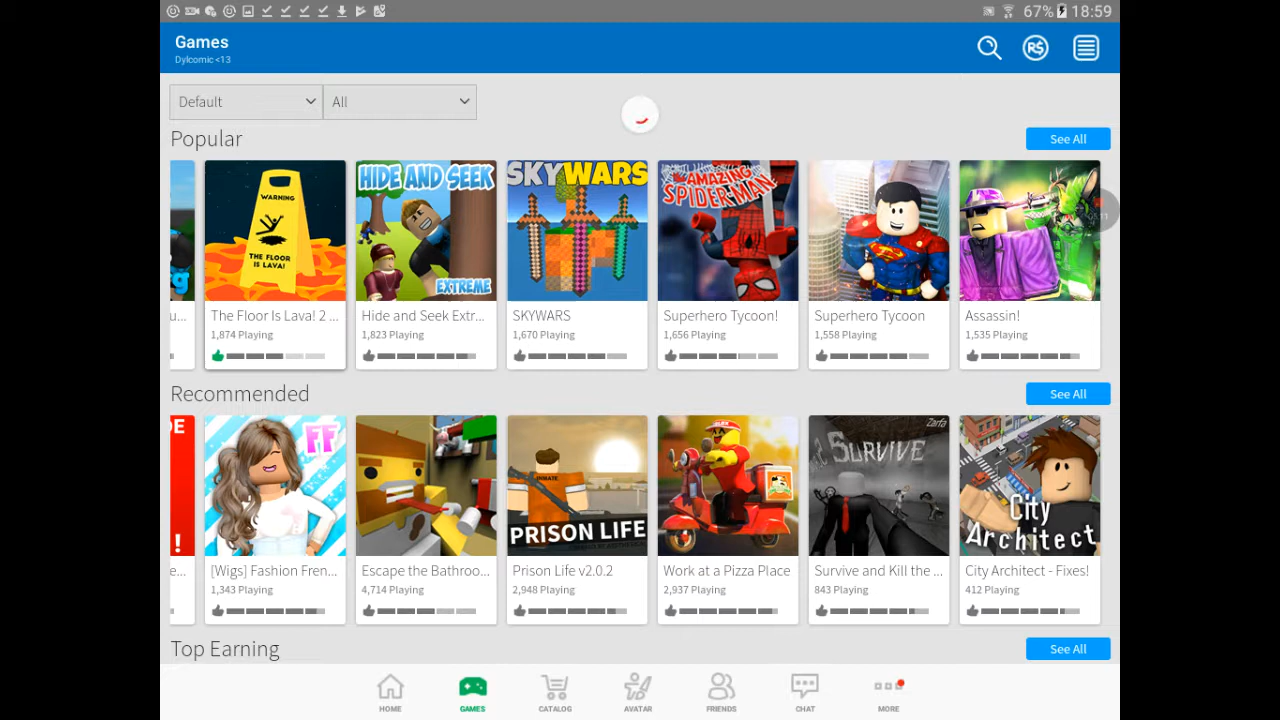 67% 18:59
Games
Dylcomic <13
R$
Default All
Popular
See All
WARNING
THE FLOOR
IS LAVA!
HIDE AND SEEK
EXTREME
SKYWARS
AMAZING
SPIDER-MAN
u... The Floor Is Lava! 2 ... Hide and Seek Extr... SKYWARS Superhero Tycoon! Superhero Tycoon Assassin!
1,874 Playing 1,823 Playing 1,670 Playing 1,656 Playing 1,558 Playing 1,535 Playing
Recommended
See All
E
!
FF
INMATE
PRISON LIFE
Zarfa
SURVIVE
City
Architect
e... [Wigs] Fashion Fren... Escape the Bathroo... Prison Life v2.0.2 Work at a Pizza Place Survive and Kill the ... City Architect - Fixes!
1,343 Playing 4,714 Playing 2,948 Playing 2,937 Playing 843 Playing 412 Playing
Top Earning
See All
HOME GAMES CATALOG AVATAR FRIENDS CHAT MORE